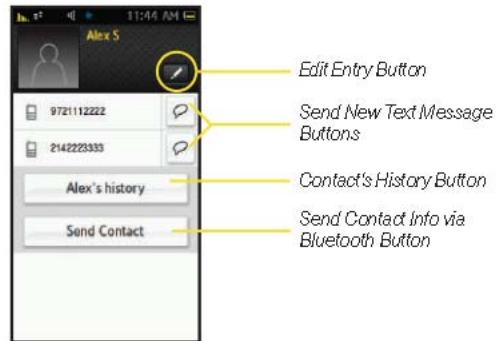 11:44 AM
Alex S
Edit Entry Button
9721112222
Send New Text Message
Buttons
2142223333
Alex's history
Contact's History Button
Send Contact
Send Contact Info via
Bluetooth Button